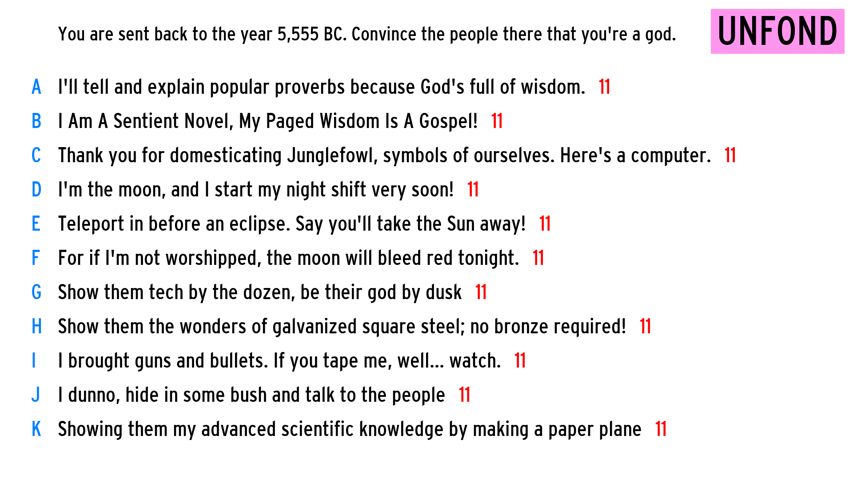 You are sent back to the year 5,555 BC. Convince the people there that you're a god.
UNFOND
A I'll tell and explain popular proverbs because God's full of wisdom. 11
B I Am A Sentient Novel, My Paged Wisdom Is A Gospel! 11
C Thank you for domesticating Junglefowl, symbols of ourselves. Here's a computer. 11
D I'm the moon, and I start my night shift very soon! 11
E Teleport in before an eclipse. Say you'll take the Sun away! 11
F For if I'm not worshipped, the moon will bleed red tonight. 11
G Show them tech by the dozen, be their god by dusk 11
H Show them the wonders of galvanized square steel; no bronze required! 11
I I brought guns and bullets. If you tape me, well... watch. 11
J I dunno, hide in some bush and talk to the people 11
K Showing them my advanced scientific knowledge by making a paper plane 11